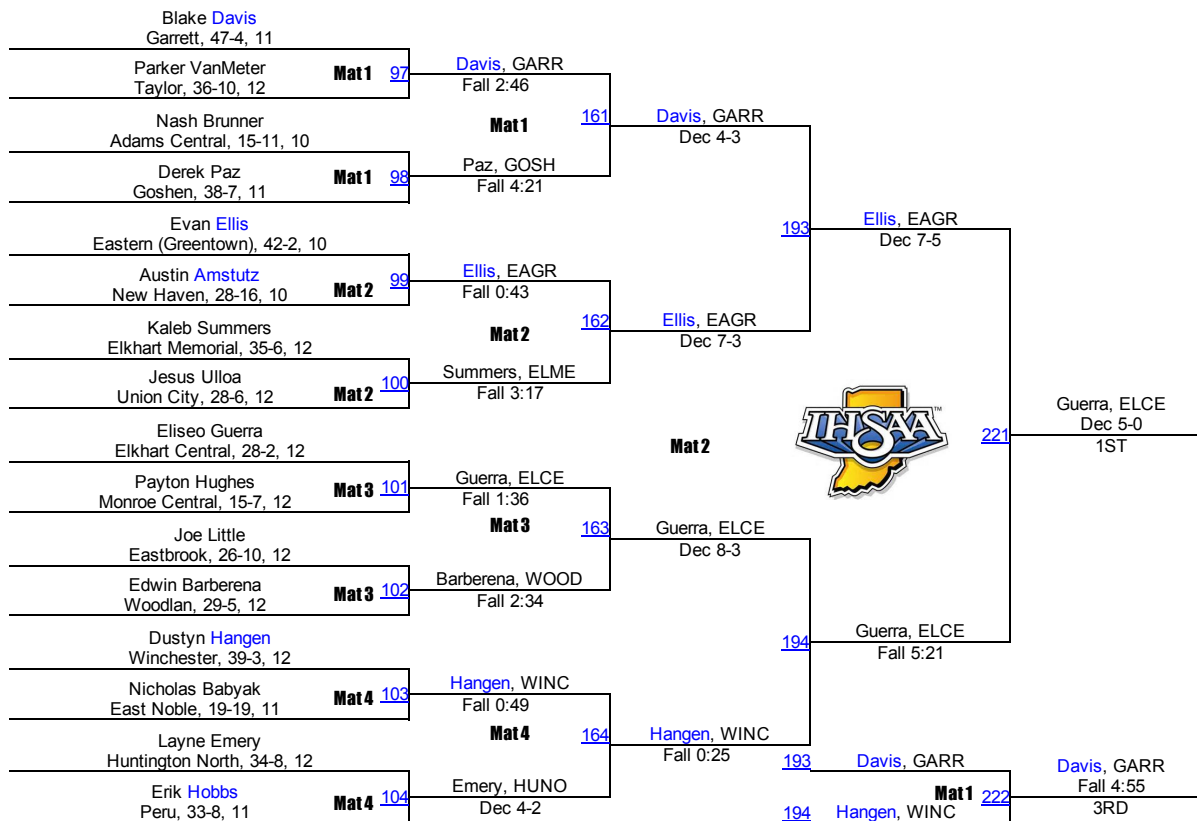 Blake Davis
Garrett, 47-4, 11
Parker VanMeter
Taylor, 36-10, 12
Mat 1 97
Davis, GARR
Fall 2:46
Nash Brunner
Adams Central, 15-11, 10
Mat 1
161
Davis, GARR
Dec 4-3
Derek Paz
Goshen, 38-7, 11
Mat 1 98
Paz, GOSH
Fall 4:21
Evan Ellis
Eastern (Greentown), 42-2, 10
193
Ellis, EAGR
Dec 7-5
Austin Amstutz
New Haven, 28-16, 10
Mat 2 99
Ellis, EAGR
Fall 0:43
Kaleb Summers
Elkhart Memorial, 35-6, 12
Mat 2
162
Ellis, EAGR
Dec 7-3
Jesus Ulloa
Union City, 28-6, 12
Mat 2 100
Summers, ELME
Fall 3:17
Eliseo Guerra
Elkhart Central, 28-2, 12
Mat 2
IHSAA™
221
Guerra, ELCE
Dec 5-0
1ST
Payton Hughes
Monroe Central, 15-7, 12
Mat 3 101
Guerra, ELCE
Fall 1:36
Joe Little
Eastbrook, 26-10, 12
Mat 3
163
Guerra, ELCE
Dec 8-3
Edwin Barberena
Woodlan, 29-5, 12
Mat 3 102
Barberena, WOOD
Fall 2:34
Dustyn Hangen
Winchester, 39-3, 12
194
Guerra, ELCE
Fall 5:21
Nicholas Babyak
East Noble, 19-19, 11
Mat 4 103
Hangen, WINC
Fall 0:49
Layne Emery
Huntington North, 34-8, 12
Mat 4
164
Hangen, WINC
Fall 0:25
Erik Hobbs
Peru, 33-8, 11
Mat 4 104
Emery, HUNO
Dec 4-2
193
Davis, GARR
Mat 1 222
194
Hangen, WINC
Davis, GARR
Fall 4:55
3RD